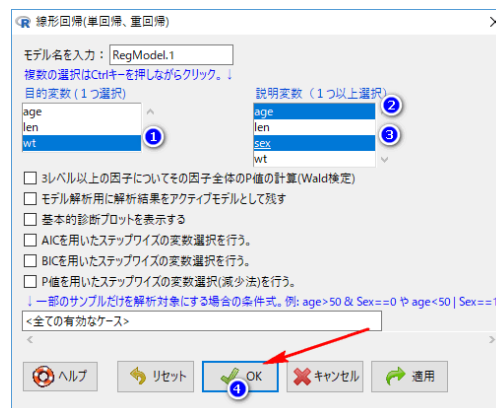 線形回帰(単回帰、重回帰)
モデル名を入力： RegModel.1
複数の選択はCtrlキーを押しながらクリック。↓
目的変数(1つ選択) 説明変数（1つ以上選択）
age age
len len
wt sex
wt
1
2
3
3レベル以上の因子についてその因子全体のP値の計算(Wald検定)
モデル解析用に解析結果をアクティブモデルとして残す
基本的診断プロットを表示する
AICを用いたステップワイズの変数選択を行う。
BICを用いたステップワイズの変数選択を行う。
P値を用いたステップワイズの変数選択(減少法)を行う。
↓一部のサンプルだけを解析対象にする場合の条件式。例: age>50 & Sex==0 や age<50 | Sex==1
<全ての有効なケース>
ヘルプ リセット OK キャンセル 適用
4